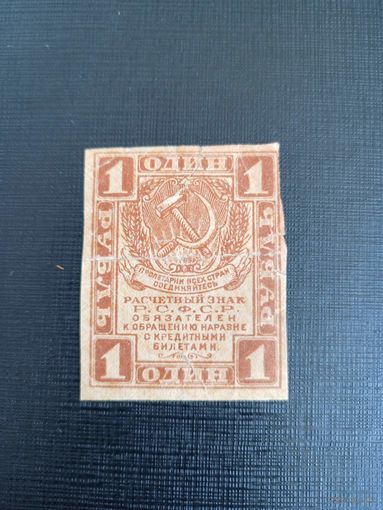 1 ОДИН 1
РУБЛЬ
РУБЛЬ
ПРОЛЕТАРИИ ВСЕХ СТРАН
СОЕДИНЯЙТЕСЬ
РАСЧЕТНЫЙ ЗНАК
Р.С.Ф.С.Р.
ОБЯЗАТЕЛЕН
К ОБРАЩЕНИЮ НАРАВНЕ
С КРЕДИТНЫМИ
БИЛЕТАМИ.
1 ОДИН 1